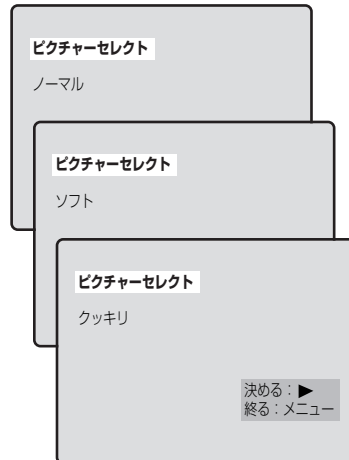 ピクチャーセレクト
ノーマル
ピクチャーセレクト
ソフト
ピクチャーセレクト
クッキリ
決める：▶
終る：メニュー